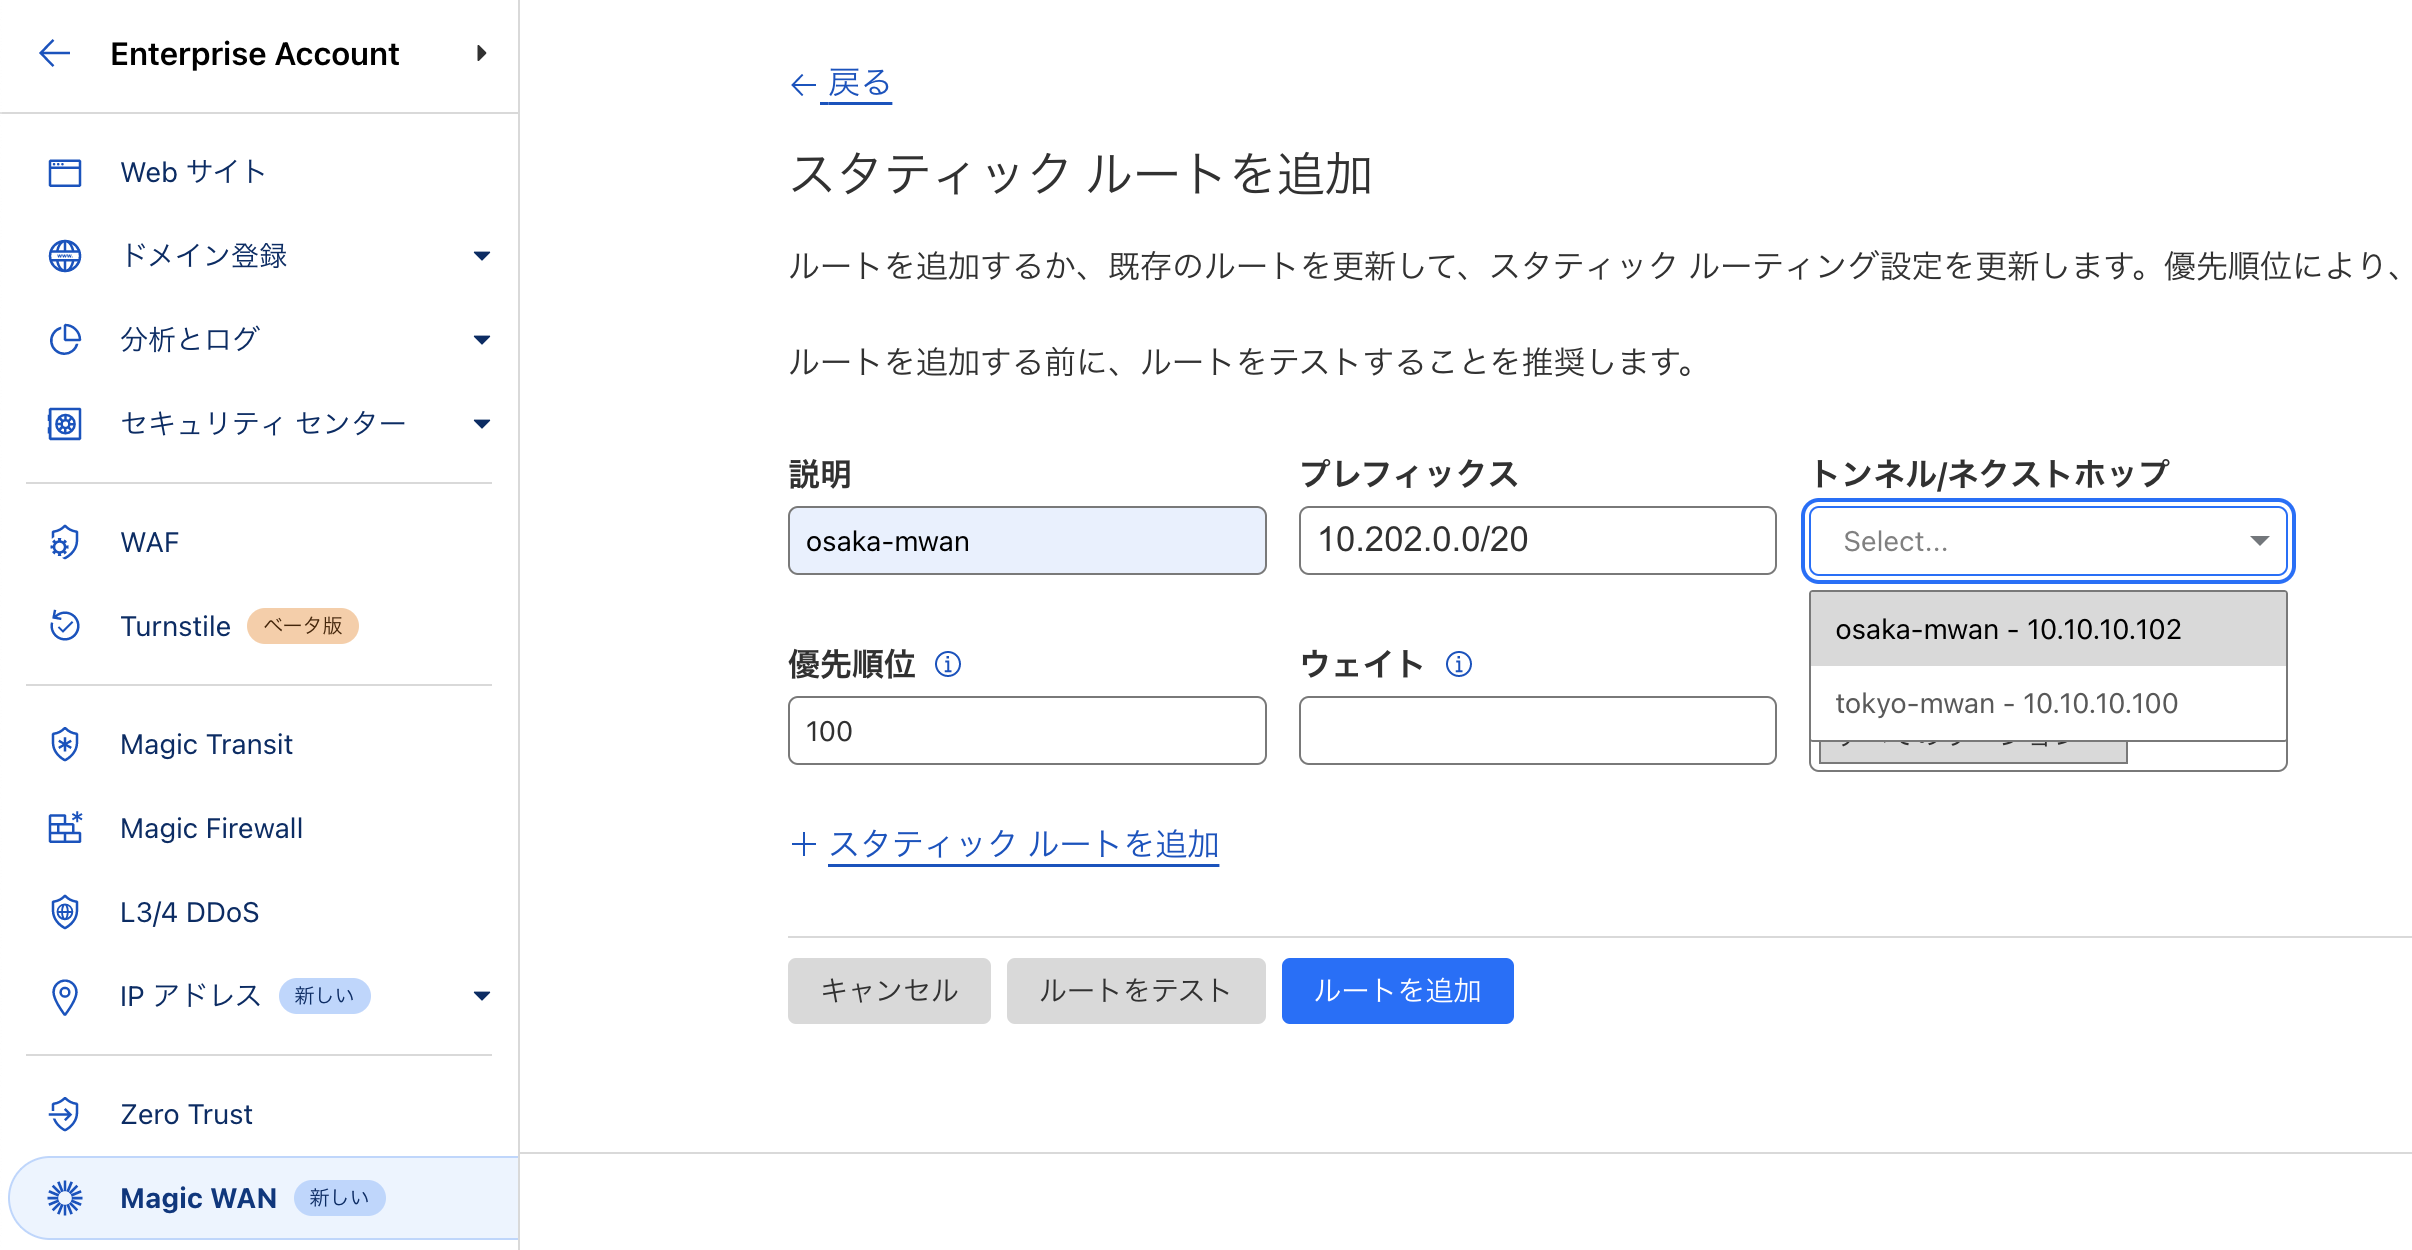 Enterprise Account
Web サイト
ドメイン登録
分析とログ
セキュリティ センター
WAF
Turnstile ベータ版
Magic Transit
Magic Firewall
L3/4 DDoS
IP アドレス 新しい
Zero Trust
Magic WAN 新しい
← 戻る
スタティック ルートを追加
ルートを追加するか、既存のルートを更新して、スタティック ルーティング設定を更新します。優先順位により、
ルートを追加する前に、ルートをテストすることを推奨します。
説明 プレフィックス トンネル/ネクストホップ
osaka-mwan 10.202.0.0/20 Select...
osaka-mwan - 10.10.10.102
tokyo-mwan - 10.10.10.100
優先順位 ウェイト
100
+ スタティック ルートを追加
キャンセル ルートをテスト ルートを追加